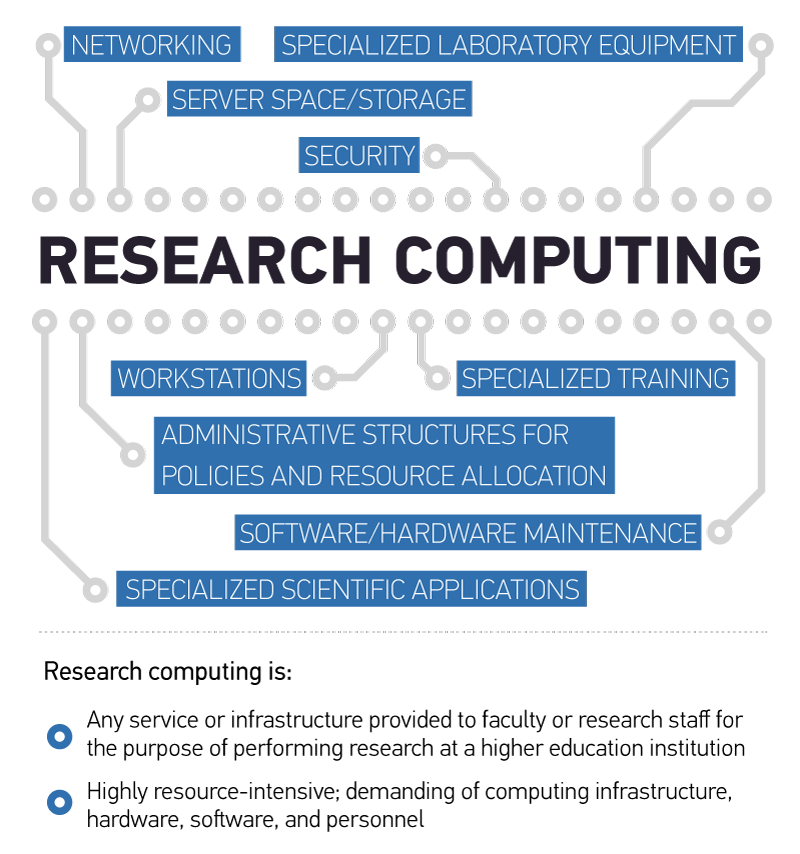 NETWORKING
SPECIALIZED LABORATORY EQUIPMENT
SERVER SPACE/STORAGE
SECURITY
RESEARCH COMPUTING
WORKSTATIONS
SPECIALIZED TRAINING
ADMINISTRATIVE STRUCTURES FOR
POLICIES AND RESOURCE ALLOCATION
SOFTWARE/HARDWARE MAINTENANCE
SPECIALIZED SCIENTIFIC APPLICATIONS
Research computing is:
Any service or infrastructure provided to faculty or research staff for
the purpose of performing research at a higher education institution
Highly resource-intensive; demanding of computing infrastructure,
hardware, software, and personnel